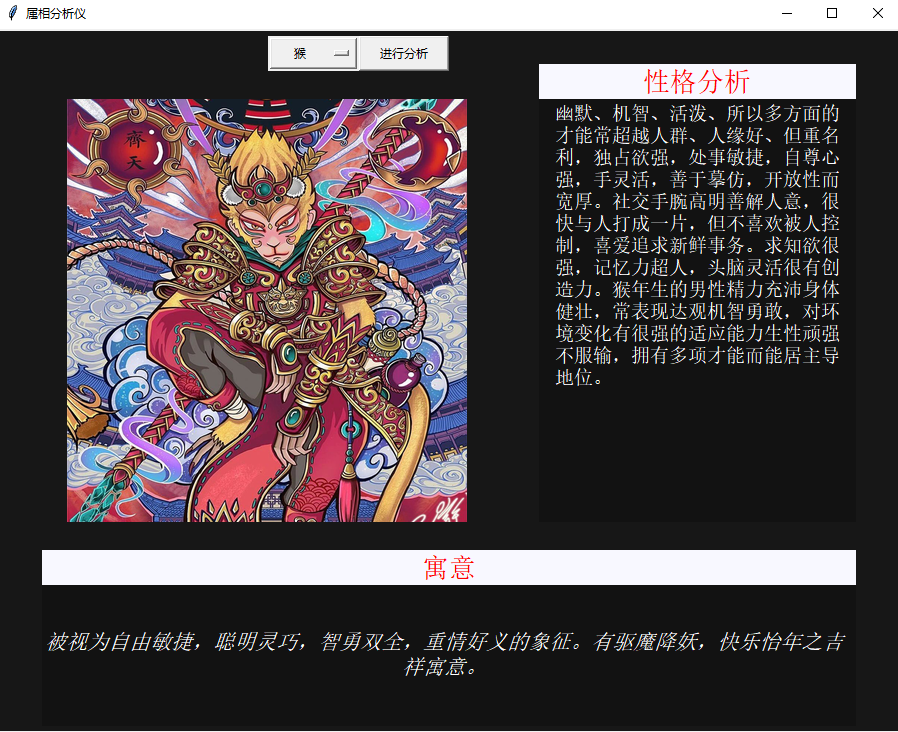 属相分析仪
猴
进行分析
性格分析
幽默、机智、活泼、所以多方面的
才能常超越人群、人缘好、但重名
利，独占欲强，处事敏捷，自尊心
强，手灵活，善于摹仿，开放性而
宽厚。社交手腕高明善解人意，很
快与人打成一片，但不喜欢被人控
制，喜爱追求新鲜事务。求知欲很
强，记忆力超人，头脑灵活很有创
造力。猴年生的男性精力充沛身体
健壮，常表现达观机智勇敢，对环
境变化有很强的适应能力生性顽强
不服输，拥有多项才能而能居主导
地位。
齊
天
寓意
被视为自由敏捷，聪明灵巧，智勇双全，重情好义的象征。有驱魔降妖，快乐怡年之吉
祥寓意。